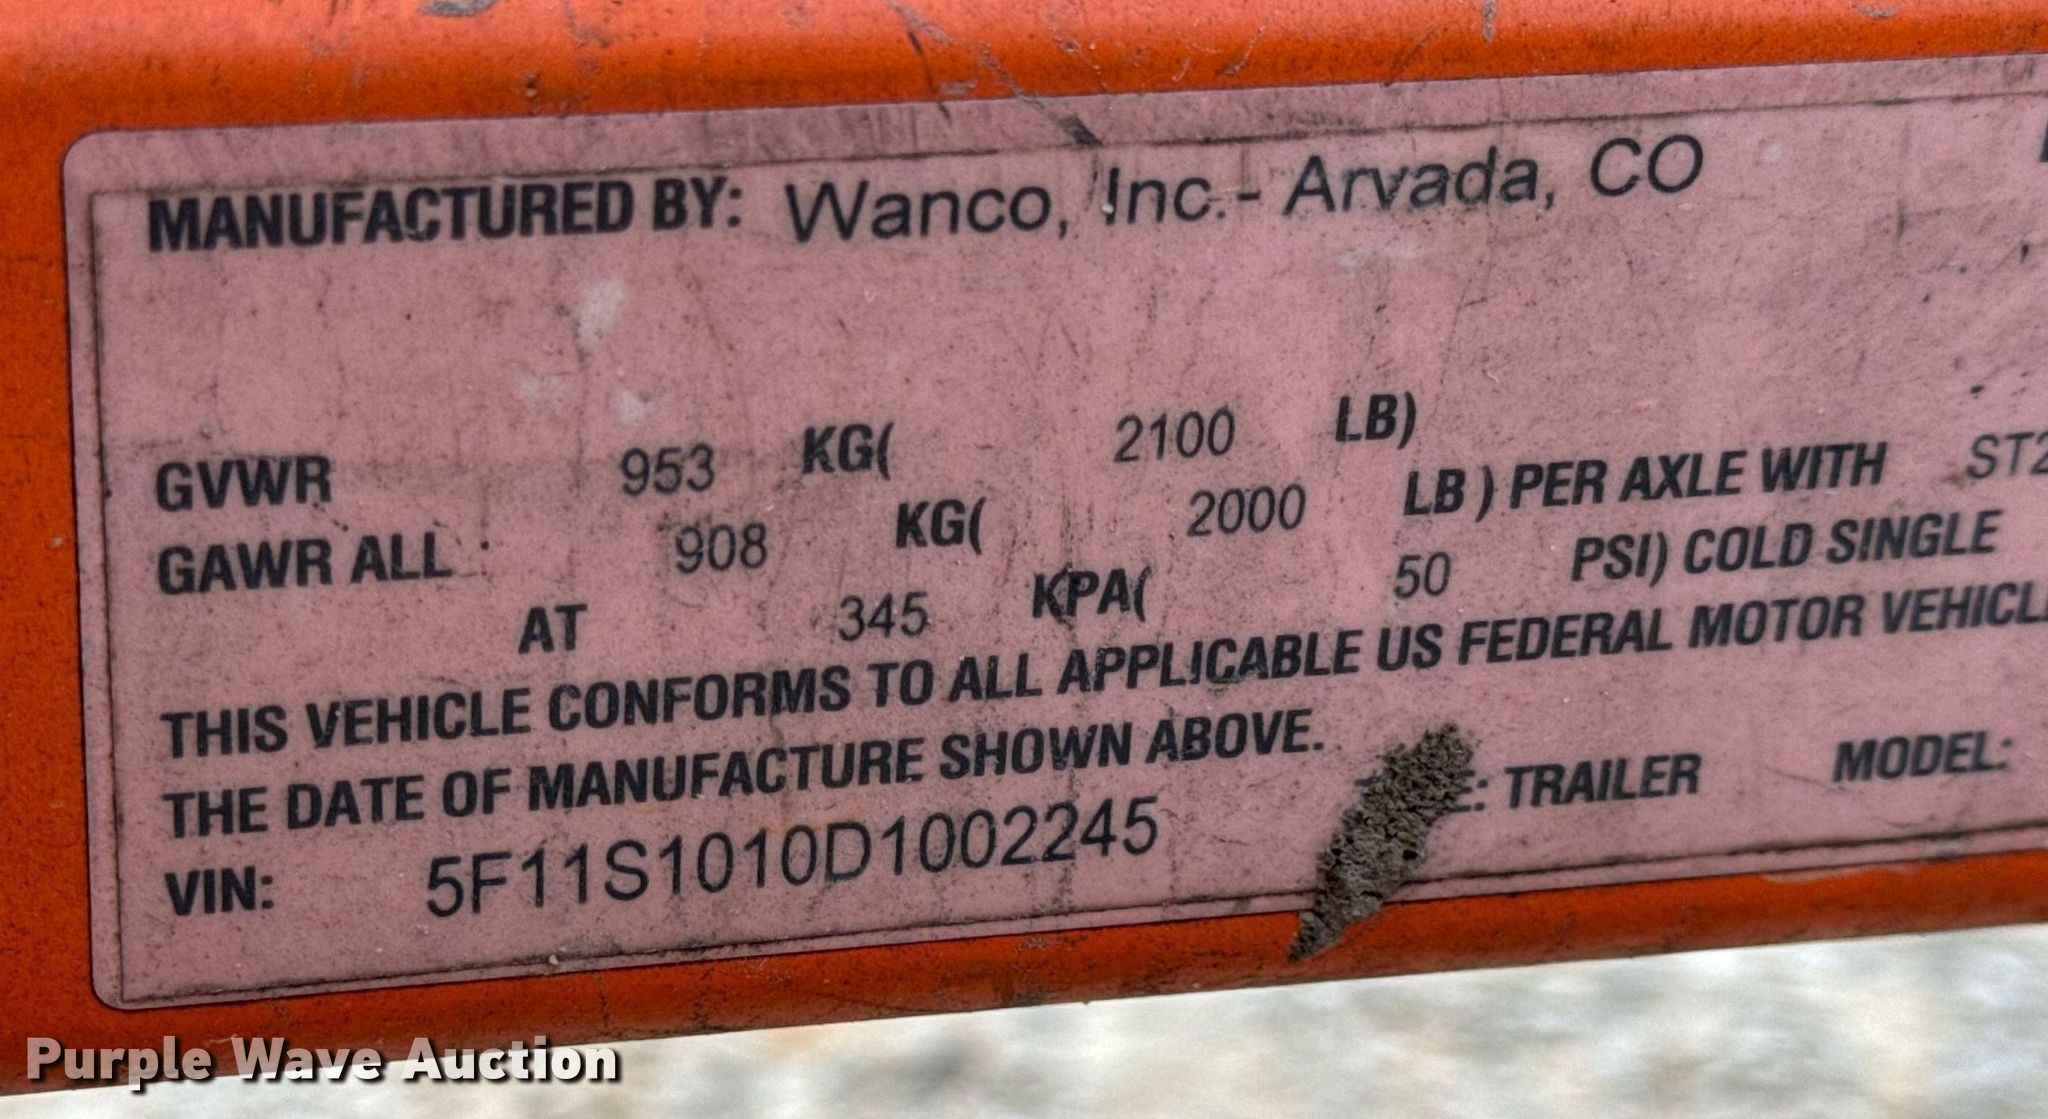 MANUFACTURED BY: Wanco, Inc.- Arvada, CO
GVWR 953 KG( 2100 LB)
GAWR ALL 908 KG( 2000 LB ) PER AXLE WITH ST2
AT 345 KPA( 50 PSI) COLD SINGLE
THIS VEHICLE CONFORMS TO ALL APPLICABLE US FEDERAL MOTOR VEHICL
THE DATE OF MANUFACTURE SHOWN ABOVE.
VIN: 5F11S1010D1002245 TRAILER MODEL:
Purple Wave Auction